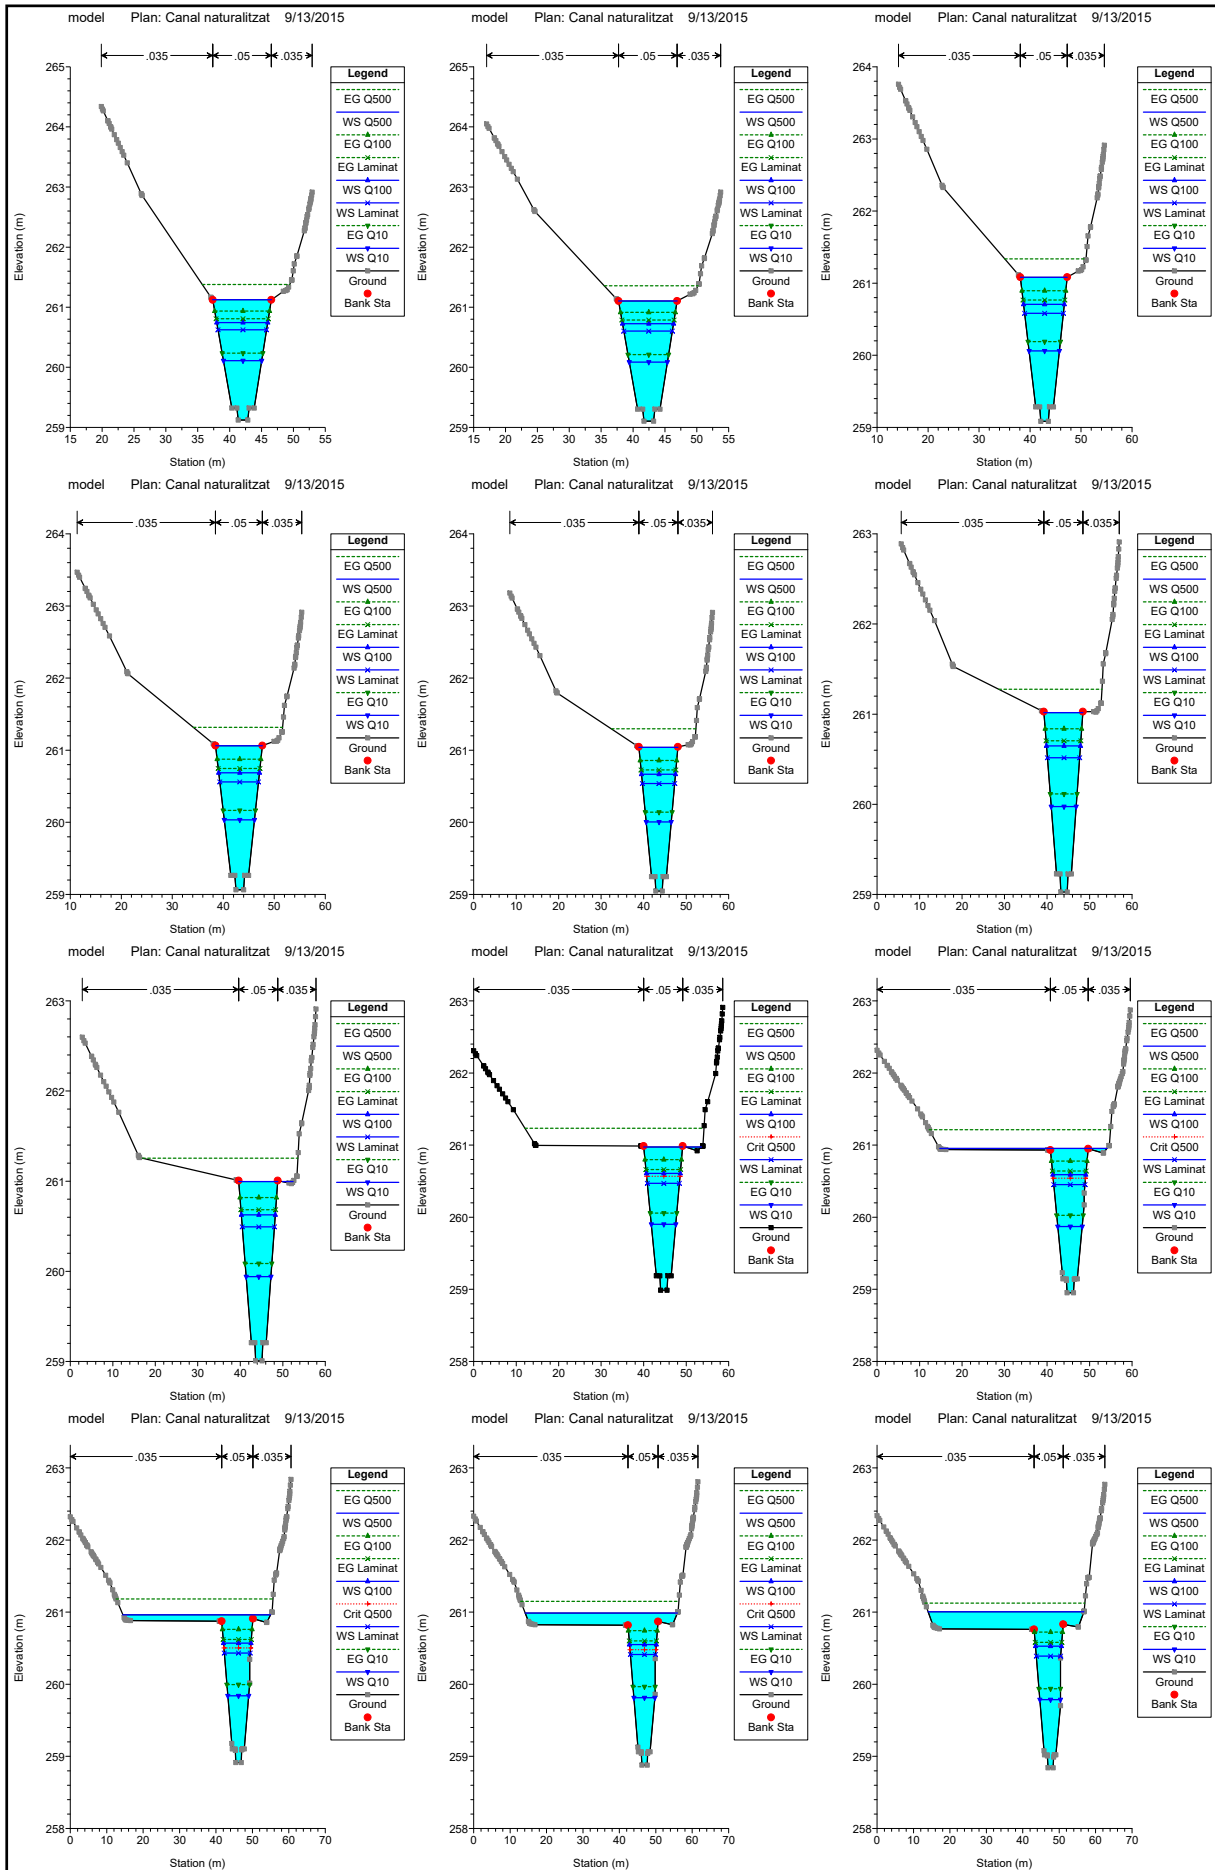 model Plan: Canal naturalitzat 9/13/2015
.035 .05 .035
Legend
EG Q500
WS Q500
EG Q100
EG Laminat
WS Q100
WS Laminat
EG Q10
WS Q10
Ground
Bank Sta
265
264
263
262
261
260
259
Elevation (m)
15 20 25 30 35 40 45 50 55
Station (m)
model Plan: Canal naturalitzat 9/13/2015
.035 .05 .035
Legend
EG Q500
WS Q500
EG Q100
EG Laminat
WS Q100
WS Laminat
EG Q10
WS Q10
Ground
Bank Sta
265
264
263
262
261
260
259
Elevation (m)
15 20 25 30 35 40 45 50 55
Station (m)
model Plan: Canal naturalitzat 9/13/2015
.035 .05 .035
Legend
EG Q500
WS Q500
EG Q100
EG Laminat
WS Q100
WS Laminat
EG Q10
WS Q10
Ground
Bank Sta
264
263
262
261
260
259
Elevation (m)
10 20 30 40 50 60
Station (m)
model Plan: Canal naturalitzat 9/13/2015
.035 .05 .035
Legend
EG Q500
WS Q500
EG Q100
EG Laminat
WS Q100
WS Laminat
EG Q10
WS Q10
Ground
Bank Sta
264
263
262
261
260
259
Elevation (m)
10 20 30 40 50 60
Station (m)
model Plan: Canal naturalitzat 9/13/2015
.035 .05 .035
Legend
EG Q500
WS Q500
EG Q100
EG Laminat
WS Q100
WS Laminat
EG Q10
WS Q10
Ground
Bank Sta
264
263
262
261
260
259
Elevation (m)
0 10 20 30 40 50 60
Station (m)
model Plan: Canal naturalitzat 9/13/2015
.035 .05 .035
Legend
EG Q500
WS Q500
EG Q100
EG Laminat
WS Q100
WS Laminat
EG Q10
WS Q10
Ground
Bank Sta
263
262
261
260
259
Elevation (m)
0 10 20 30 40 50 60
Station (m)
model Plan: Canal naturalitzat 9/13/2015
.035 .05 .035
Legend
EG Q500
WS Q500
EG Q100
EG Laminat
WS Q100
WS Laminat
EG Q10
WS Q10
Ground
Bank Sta
263
262
261
260
259
Elevation (m)
0 10 20 30 40 50 60
Station (m)
model Plan: Canal naturalitzat 9/13/2015
.035 .05 .035
Legend
EG Q500
WS Q500
EG Q100
EG Laminat
WS Q100
Crit Q500
WS Laminat
EG Q10
WS Q10
Ground
Bank Sta
263
262
261
260
259
258
Elevation (m)
0 10 20 30 40 50 60
Station (m)
model Plan: Canal naturalitzat 9/13/2015
.035 .05 .035
Legend
EG Q500
WS Q500
EG Q100
EG Laminat
WS Q100
Crit Q500
WS Laminat
EG Q10
WS Q10
Ground
Bank Sta
263
262
261
260
259
258
Elevation (m)
0 10 20 30 40 50 60
Station (m)
model Plan: Canal naturalitzat 9/13/2015
.035 .05 .035
Legend
EG Q500
WS Q500
EG Q100
EG Laminat
WS Q100
Crit Q500
WS Laminat
EG Q10
WS Q10
Ground
Bank Sta
263
262
261
260
259
258
Elevation (m)
0 10 20 30 40 50 60 70
Station (m)
model Plan: Canal naturalitzat 9/13/2015
.035 .05 .035
Legend
EG Q500
WS Q500
EG Q100
EG Laminat
WS Q100
Crit Q500
WS Laminat
EG Q10
WS Q10
Ground
Bank Sta
263
262
261
260
259
258
Elevation (m)
0 10 20 30 40 50 60 70
Station (m)
model Plan: Canal naturalitzat 9/13/2015
.035 .05 .035
Legend
EG Q500
WS Q500
EG Q100
EG Laminat
WS Q100
WS Laminat
EG Q10
WS Q10
Ground
Bank Sta
263
262
261
260
259
258
Elevation (m)
0 10 20 30 40 50 60 70
Station (m)